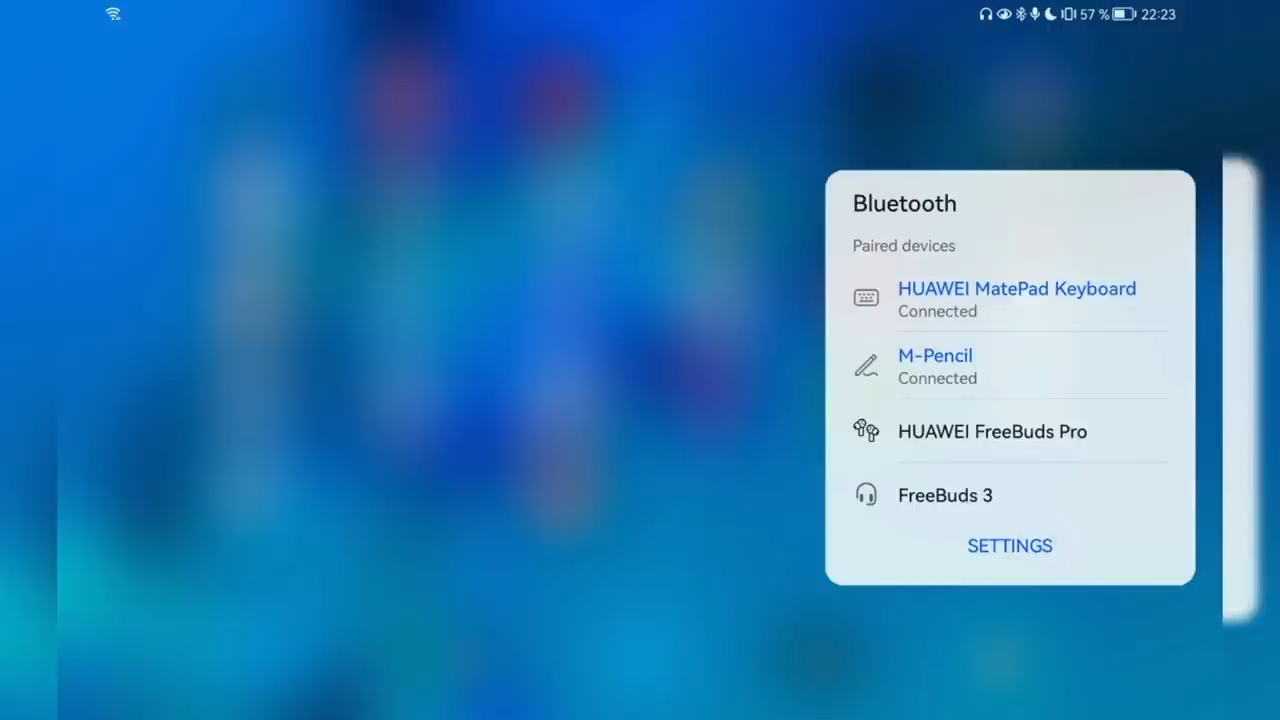 57 % 22:23
Bluetooth
Paired devices
HUAWEI MatePad Keyboard
Connected
M-Pencil
Connected
HUAWEI FreeBuds Pro
FreeBuds 3
SETTINGS